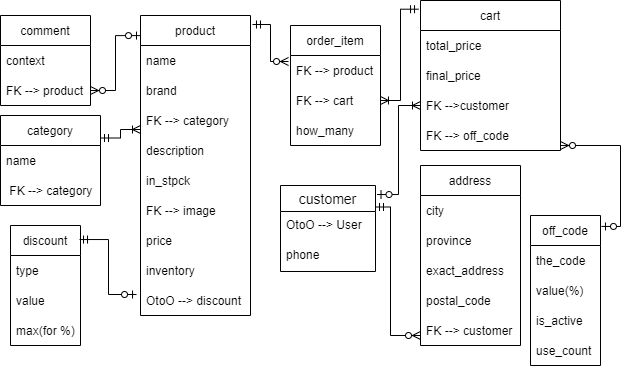 comment
context
FK --> product
category
name
FK --> category
discount
type
value
max(for %)
product
name
brand
FK --> category
description
in_stpck
FK --> image
price
inventory
OtoO --> discount
order_item
FK --> product
FK --> cart
how_many
customer
OtoO --> User
phone
cart
total_price
final_price
FK -->customer
FK --> off_code
address
city
province
exact_address
postal_code
FK --> customer
off_code
the_code
value(%)
is_active
use_count